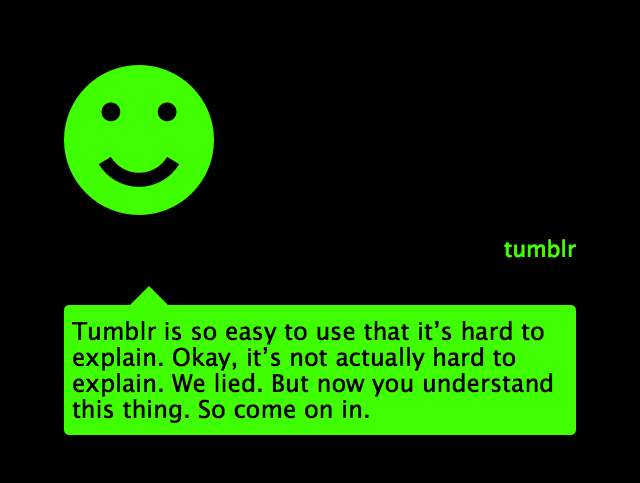 tumblr
Tumblr is so easy to use that it’s hard to
explain. Okay, it’s not actually hard to
explain. We lied. But now you understand
this thing. So come on in.